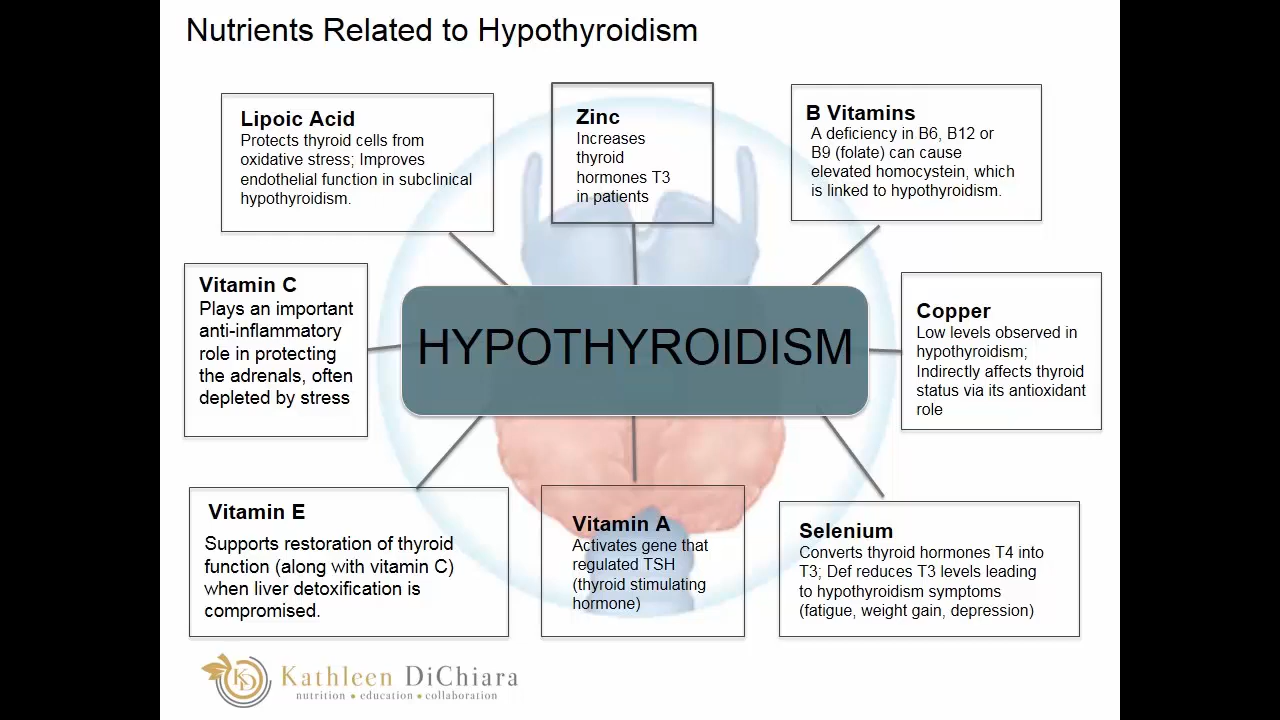 Nutrients Related to Hypothyroidism
Lipoic Acid
Protects thyroid cells from
oxidative stress; Improves
endothelial function in subclinical
hypothyroidism.
Zinc
Increases
thyroid
hormones T3
in patients
B Vitamins
A deficiency in B6, B12 or
B9 (folate) can cause
elevated homocystein, which
is linked to hypothyroidism.
Vitamin C
Plays an important
anti-inflammatory
role in protecting
the adrenals, often
depleted by stress
HYPOTHYROIDISM
Copper
Low levels observed in
hypothyroidism;
Indirectly affects thyroid
status via its antioxidant
role
Vitamin E
Supports restoration of thyroid
function (along with vitamin C)
when liver detoxification is
compromised.
Vitamin A
Activates gene that
regulated TSH
(thyroid stimulating
hormone)
Selenium
Converts thyroid hormones T4 into
T3; Def reduces T3 levels leading
to hypothyroidism symptoms
(fatigue, weight gain, depression)
KD
Kathleen DiChiara
nutrition • education • collaboration